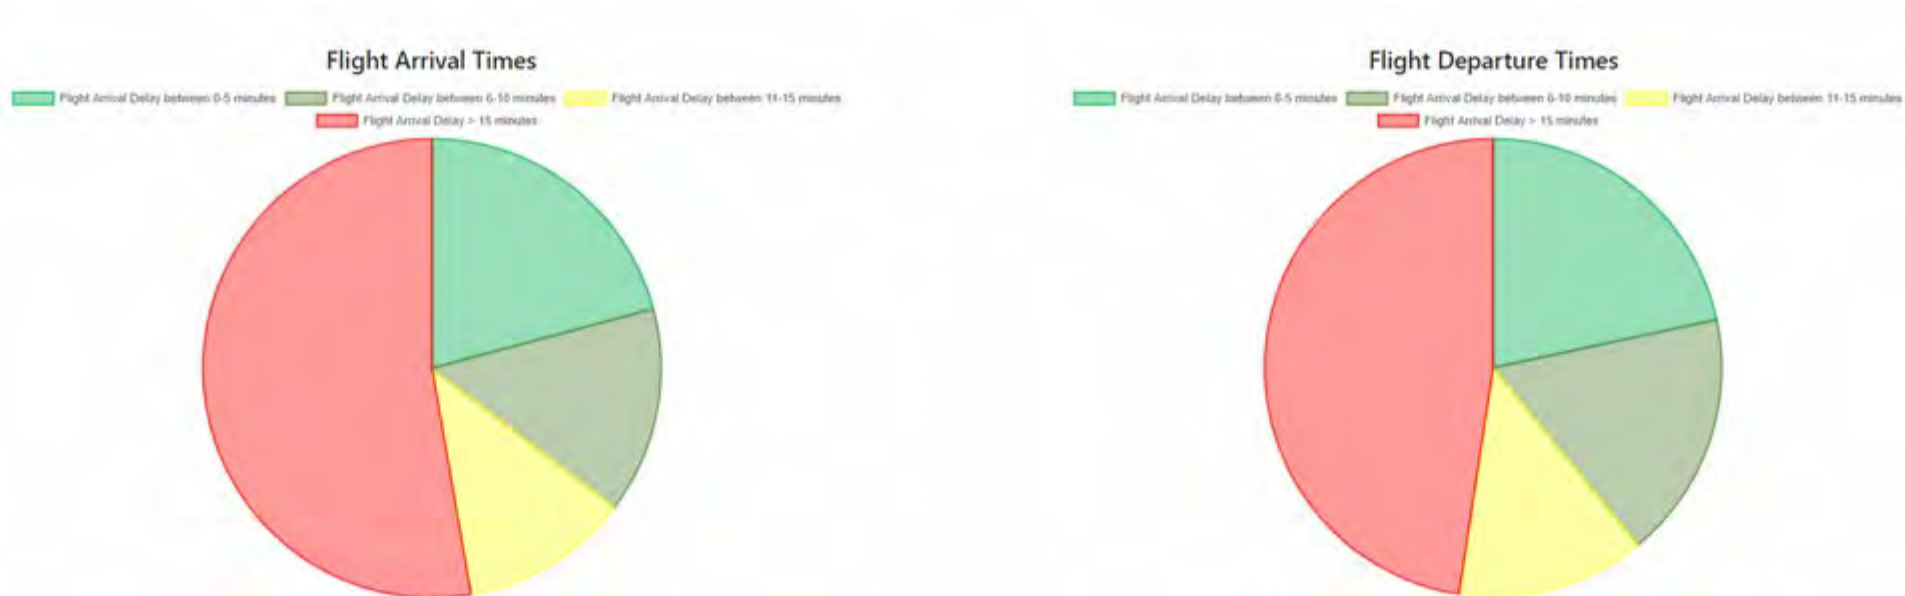 Flight Arrival Times
Flight Arrival Delay between 0-5 minutes Flight Arrival Delay between 6-10 minutes Flight Arrival Delay between 11-15 minutes
Flight Arrival Delay > 15 minutes
Flight Departure Times
Flight Arrival Delay between 0-5 minutes Flight Arrival Delay between 6-10 minutes Flight Arrival Delay between 11-15 minutes
Flight Arrival Delay > 15 minutes